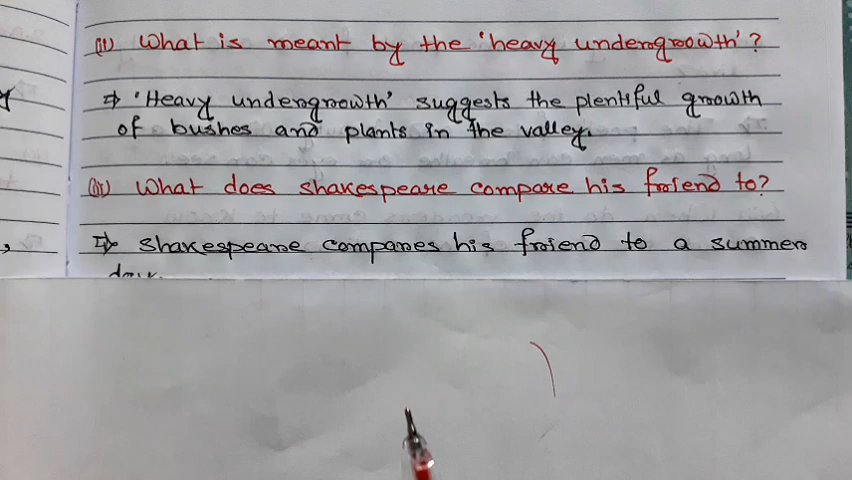 (ii) What is meant by the 'heavy undergrowth'?
⇒ 'Heavy undergrowth' suggests the plentiful growth
of bushes and plants in the valley.
(iii) What does shakespeare compare his friend to?
⇒ Shakespeare compares his friend to a summer